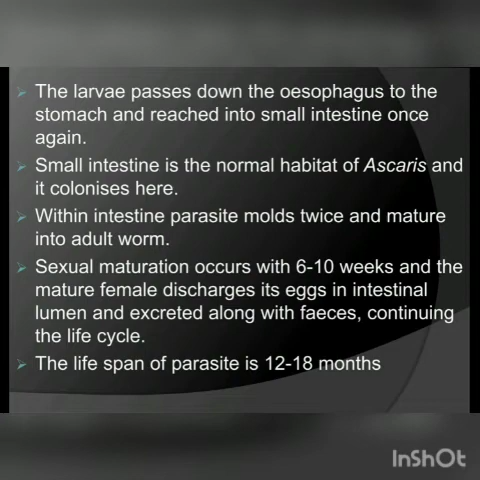 The larvae passes down the oesophagus to the
stomach and reached into small intestine once
again.
Small intestine is the normal habitat of Ascaris and
it colonises here.
Within intestine parasite molds twice and mature
into adult worm.
Sexual maturation occurs with 6-10 weeks and the
mature female discharges its eggs in intestinal
lumen and excreted along with faeces, continuing
the life cycle.
The life span of parasite is 12-18 months
InShOt